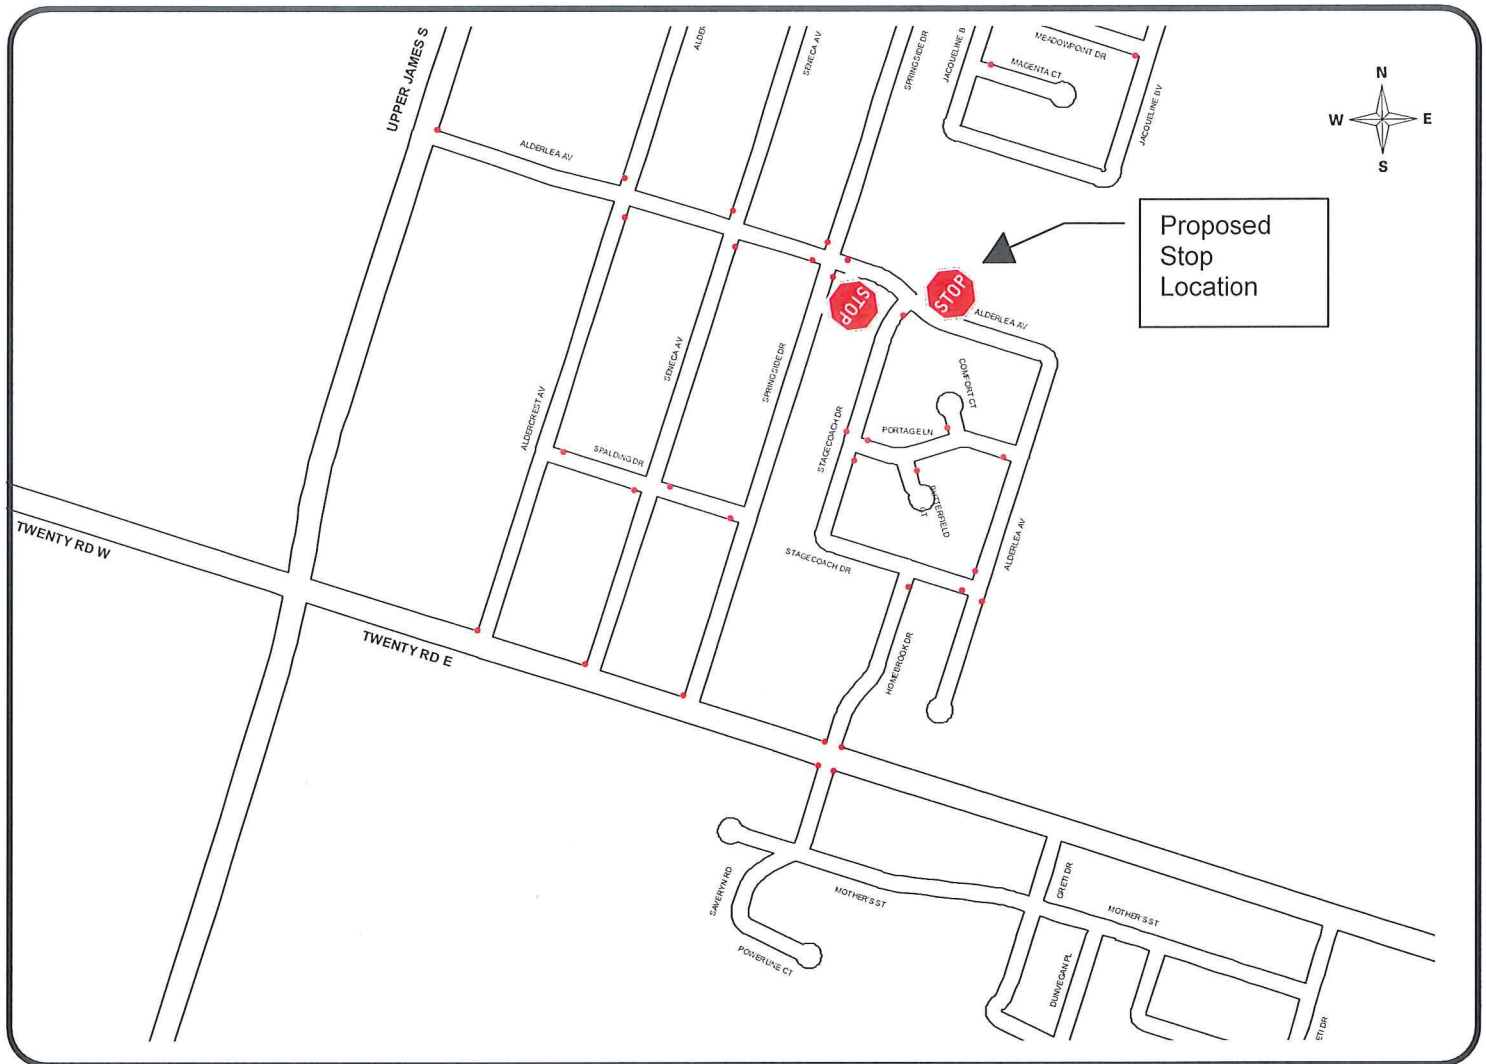 UPPER JAMES S
ALDER
SENECA AV
SPRINGSIDE DR
JACQUELINE B
MEADOWPOINT DR
MAGENTA CT
JACQUELINE BV
N
W
E
S
ALDERLEA AV
Proposed
Stop
Location
STOP
STOP
ALDERLEA AV
SENECA AV
SPRINGSIDE DR
COMFORT CT
ALDERCREST AV
STAGECOACH DR
PORTAGE LN
SPALDING DR
BUTTERFIELD
CT
TWENTY RD W
STAGECOACH DR
ALDERLEA AV
TWENTY RD E
HOMEBROOK DR
SAVERYN RD
MOTHER'S ST
GRETI DR
MOTHER'S ST
POWERLINE CT
DUNVEGAN PL
ETI DR